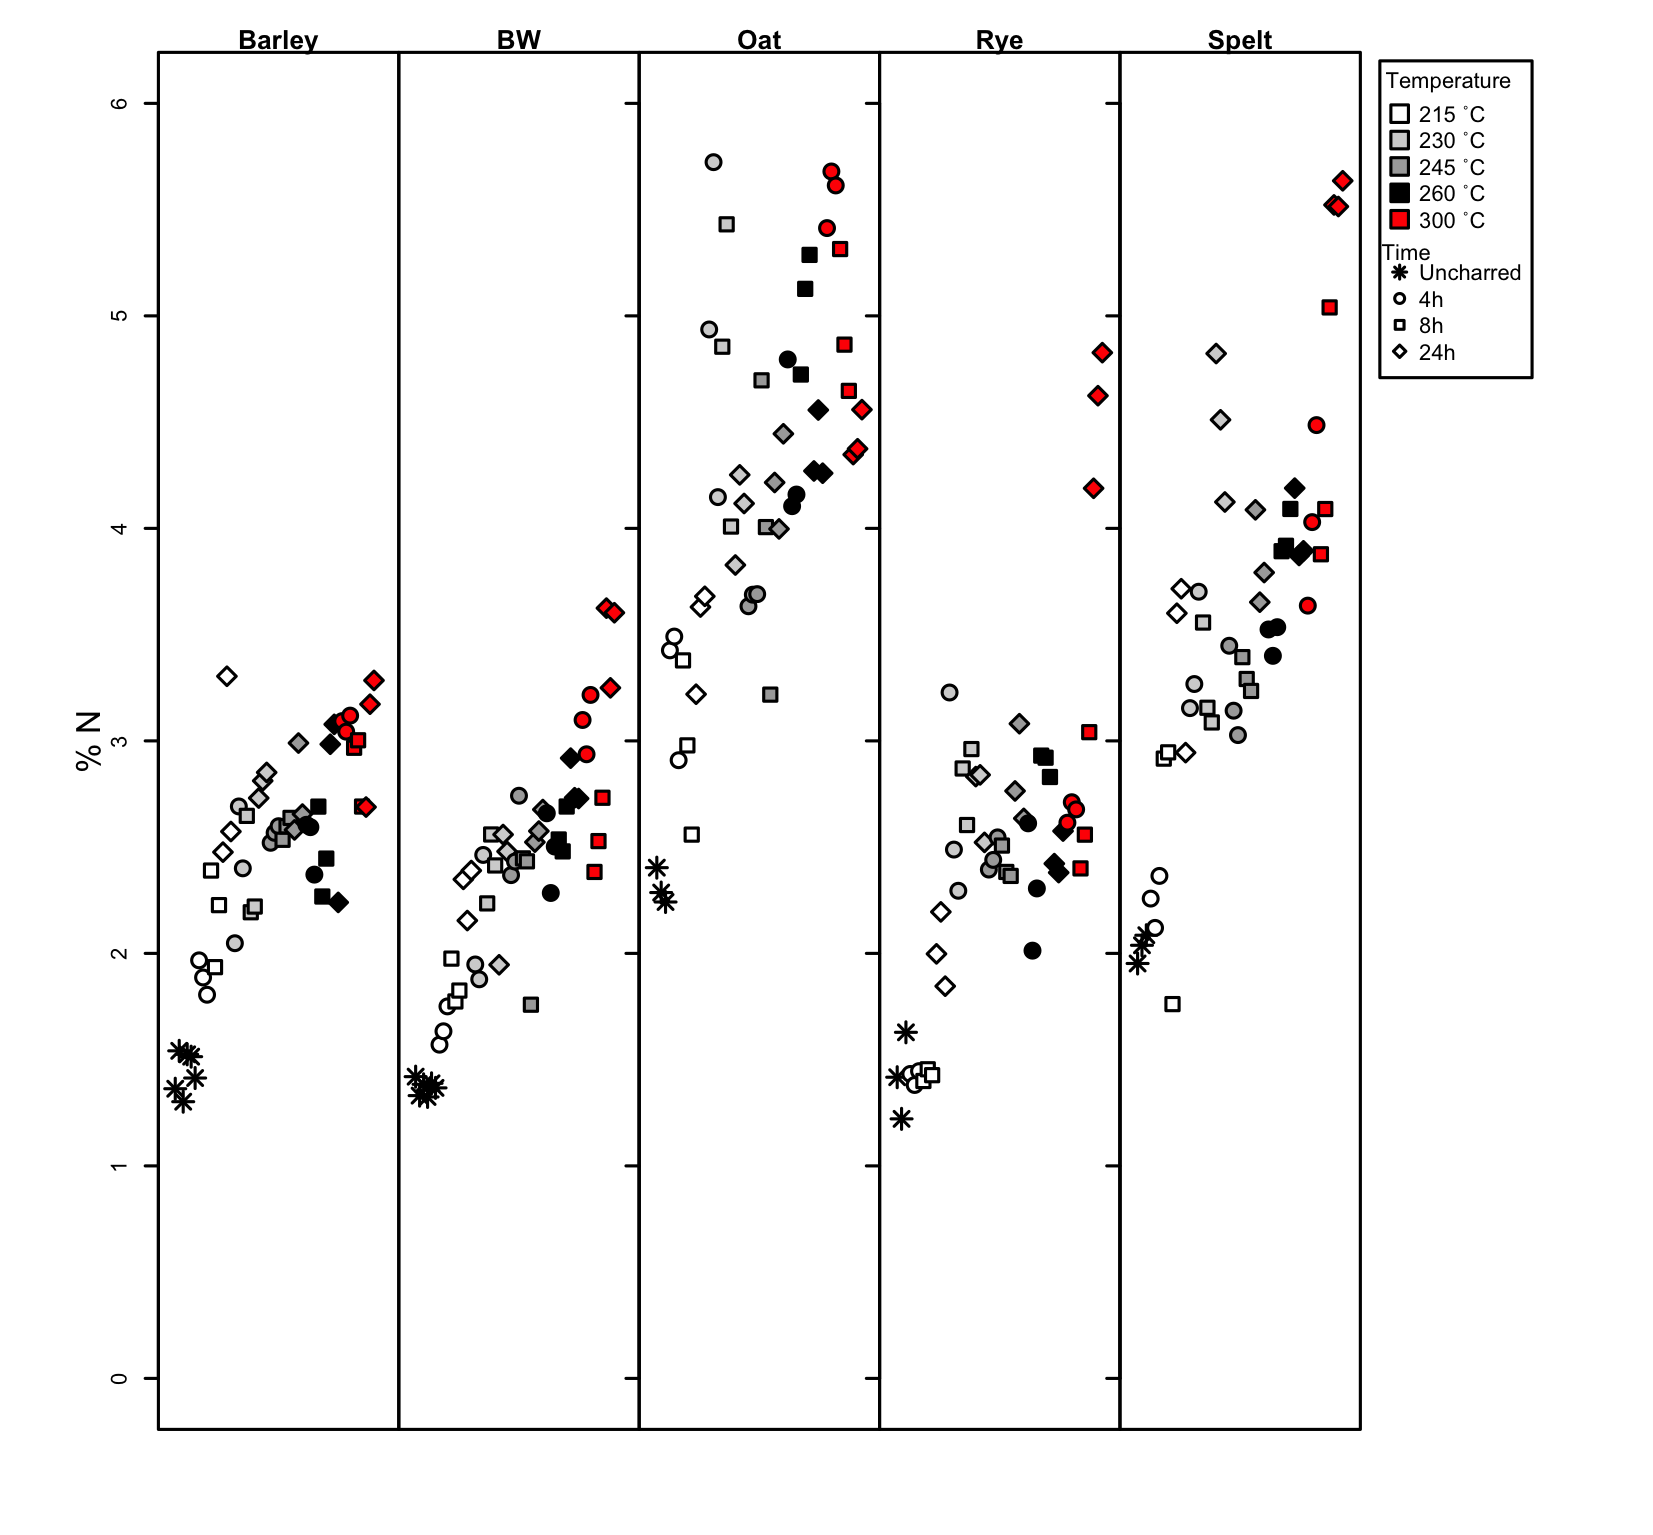 Barley BW Oat Rye Spelt
Temperature
215 °C
230 °C
245 °C
260 °C
300 °C
Time
Uncharred
4h
8h
24h
% N
6
5
4
3
2
1
0